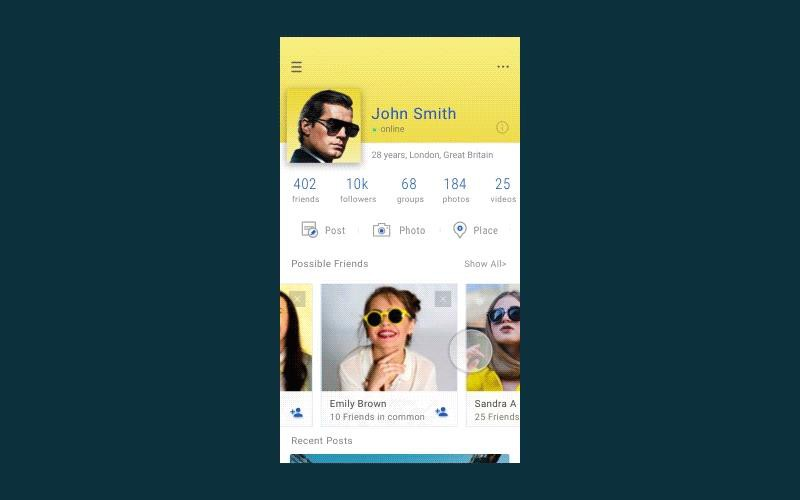 John Smith
online
28 years, London, Great Britain
402 10k 68 184 25
friends followers groups photos videos
Post Photo Place
Possible Friends Show All>
Emily Brown Sandra A
10 Friends in common 25 Friends
Recent Posts